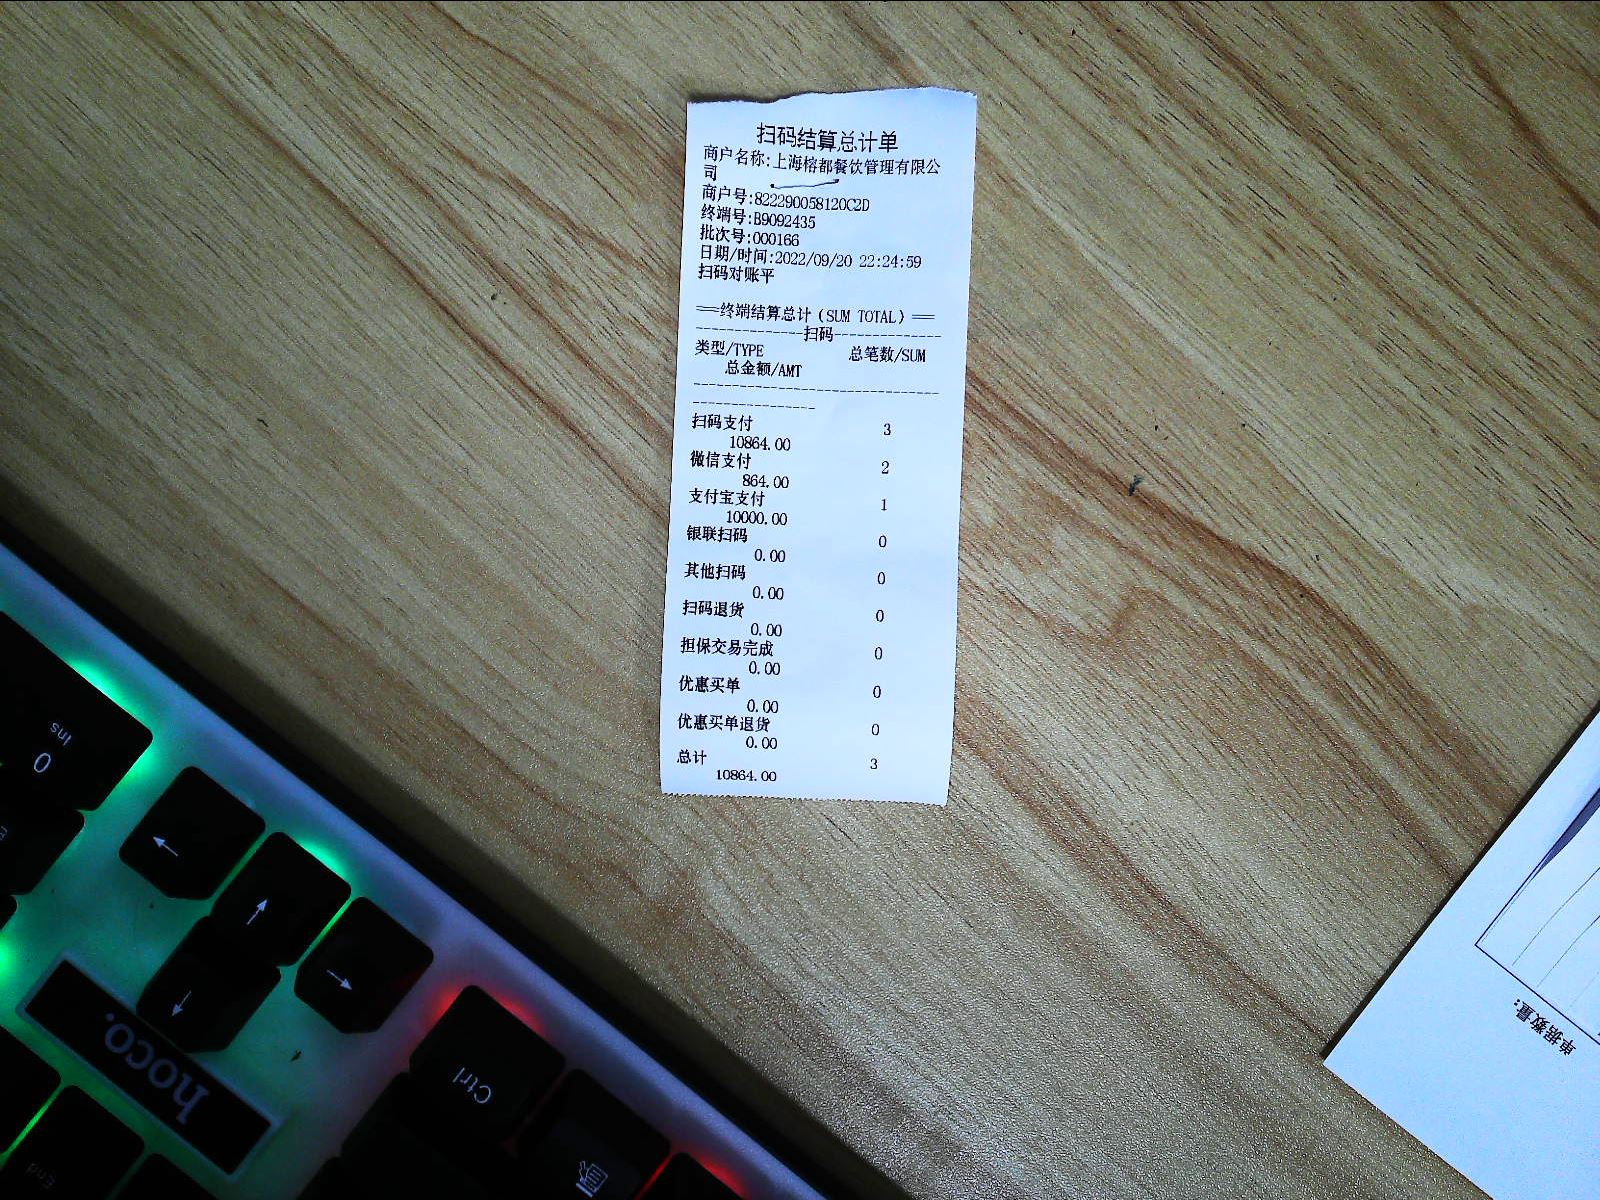 扫码结算总计单
商户名称:上海榕都餐饮管理有限公
司
商户号:822290058120C2D
终端号:B9092435
批次号:000166
日期/时间:2022/09/20 22:24:59
扫码对账平
===终端结算总计(SUM TOTAL)===
--------------扫码--------------
类型/TYPE 总笔数/SUM
总金额/AMT
--------------------------------
----------------
扫码支付 3
10864.00
微信支付 2
864.00
支付宝支付 1
10000.00
银联扫码 0
0.00
其他扫码 0
0.00
扫码退货 0
0.00
担保交易完成 0
0.00
优惠买单 0
0.00
优惠买单退货 0
0.00
总计 3
10864.00
Ins
0
←
↑
→
↓
hoco.
Ctrl
End
单据数量: